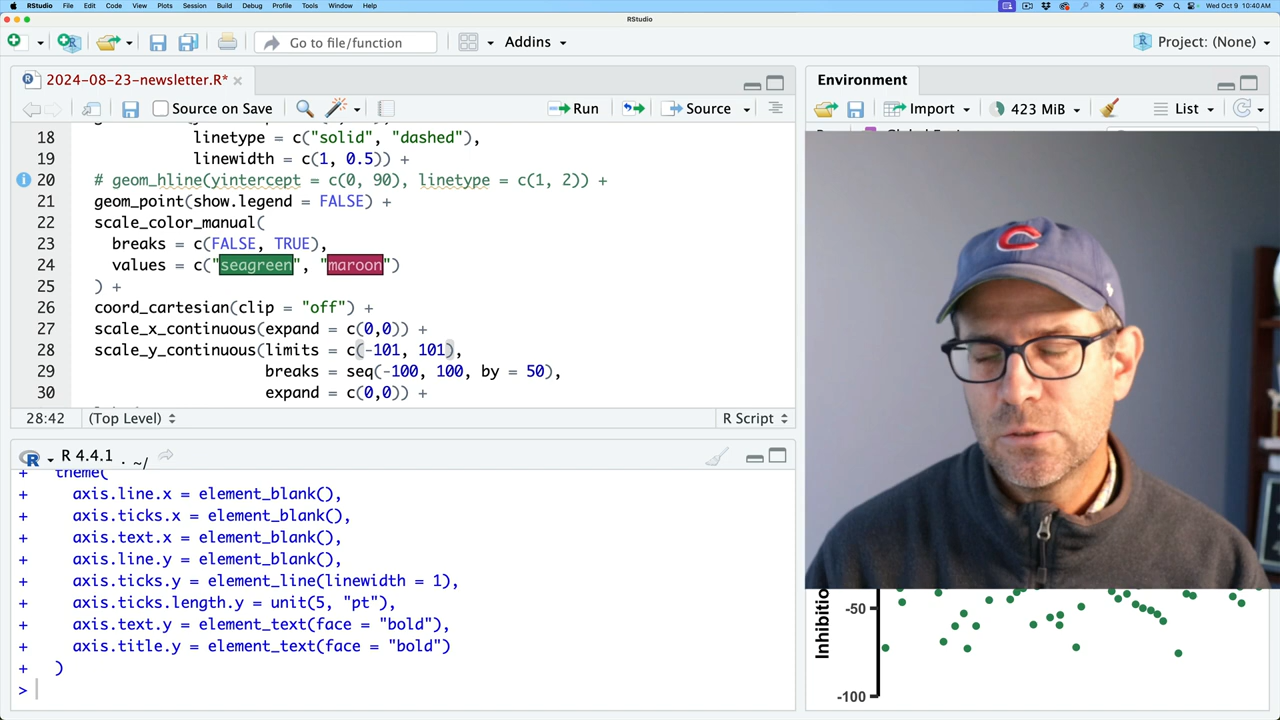 RStudio File Edit Code View Plots Session Build Debug Profile Tools Window Help
Wed Oct 9 10:40 AM
RStudio
Go to file/function
Addins
Project: (None)
2024-08-23-newsletter.R*
Source on Save
Run
Source
18 linetype = c("solid", "dashed"),
19 linewidth = c(1, 0.5)) +
20 # geom_hline(yintercept = c(0, 90), linetype = c(1, 2)) +
21 geom_point(show.legend = FALSE) +
22 scale_color_manual(
23 breaks = c(FALSE, TRUE),
24 values = c("seagreen", "maroon")
25 ) +
26 coord_cartesian(clip = "off") +
27 scale_x_continuous(expand = c(0,0)) +
28 scale_y_continuous(limits = c(-101, 101),
29 breaks = seq(-100, 100, by = 50),
30 expand = c(0,0)) +
28:42
(Top Level)
R Script
R 4.4.1 . ~/
+ theme(
+ axis.line.x = element_blank(),
+ axis.ticks.x = element_blank(),
+ axis.text.x = element_blank(),
+ axis.line.y = element_blank(),
+ axis.ticks.y = element_line(linewidth = 1),
+ axis.ticks.length.y = unit(5, "pt"),
+ axis.text.y = element_text(face = "bold"),
+ axis.title.y = element_text(face = "bold")
+ )
>
Environment
Import
423 MiB
List
C
Inhibitio
-50
-100